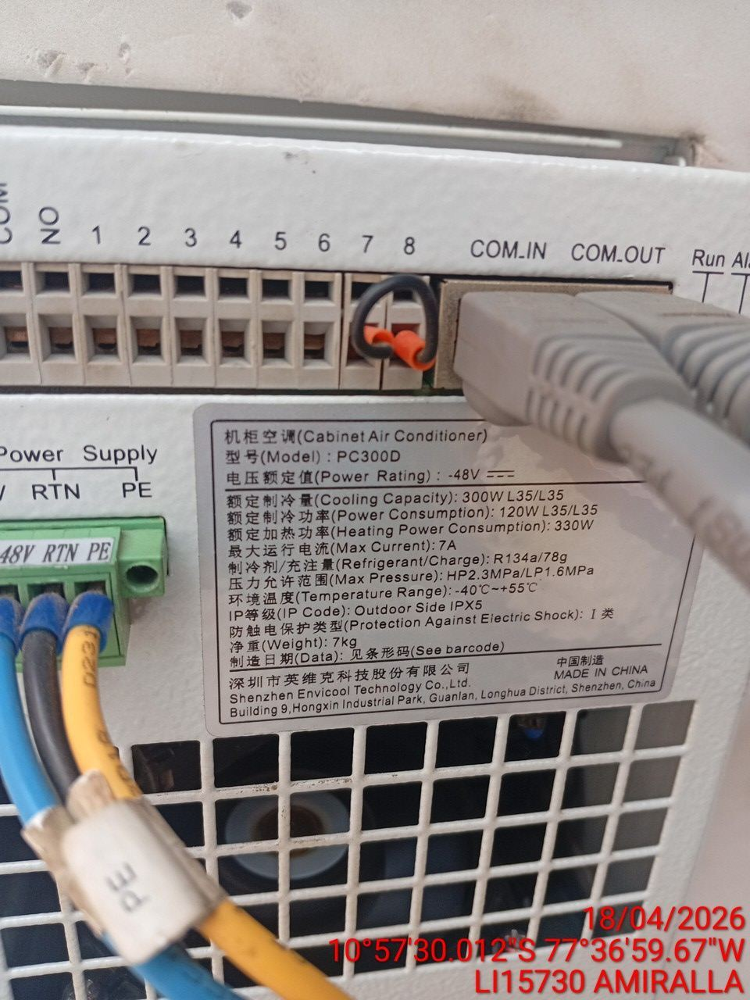 COM NO 1 2 3 4 5 6 7 8 COM_IN COM_OUT Run
Power Supply
RTN PE
48V RTN PE
机柜空调(Cabinet Air Conditioner)
型号(Model) : PC300D
电压额定值(Power Rating) : -48V
额定制冷量(Cooling Capacity): 300W L35/L35
额定制冷功率(Power Consumption): 120W L35/L35
额定加热功率(Heating Power Consumption): 330W
最大运行电流(Max Current): 7A
制冷剂/充注量(Refrigerant/Charge): R134a/78g
压力允许范围(Max Pressure): HP2.3MPa/LP1.6MPa
环境温度(Temperature Range): -40℃~+55℃
IP等级(IP Code): Outdoor Side IPX5
防触电保护类型(Protection Against Electric Shock): I 类
净重(Weight): 7kg
制造日期(Data): 见条形码(See barcode)
深圳市英维克科技股份有限公司 中国制造
Shenzhen Envicool Technology Co.,Ltd. MADE IN CHINA
Building 9,Hongxin Industrial Park, Guanlan, Longhua District, Shenzhen, China
PE
18/04/2026
10°57'30.012"S 77°36'59.67"W
LI15730 AMIRALLA